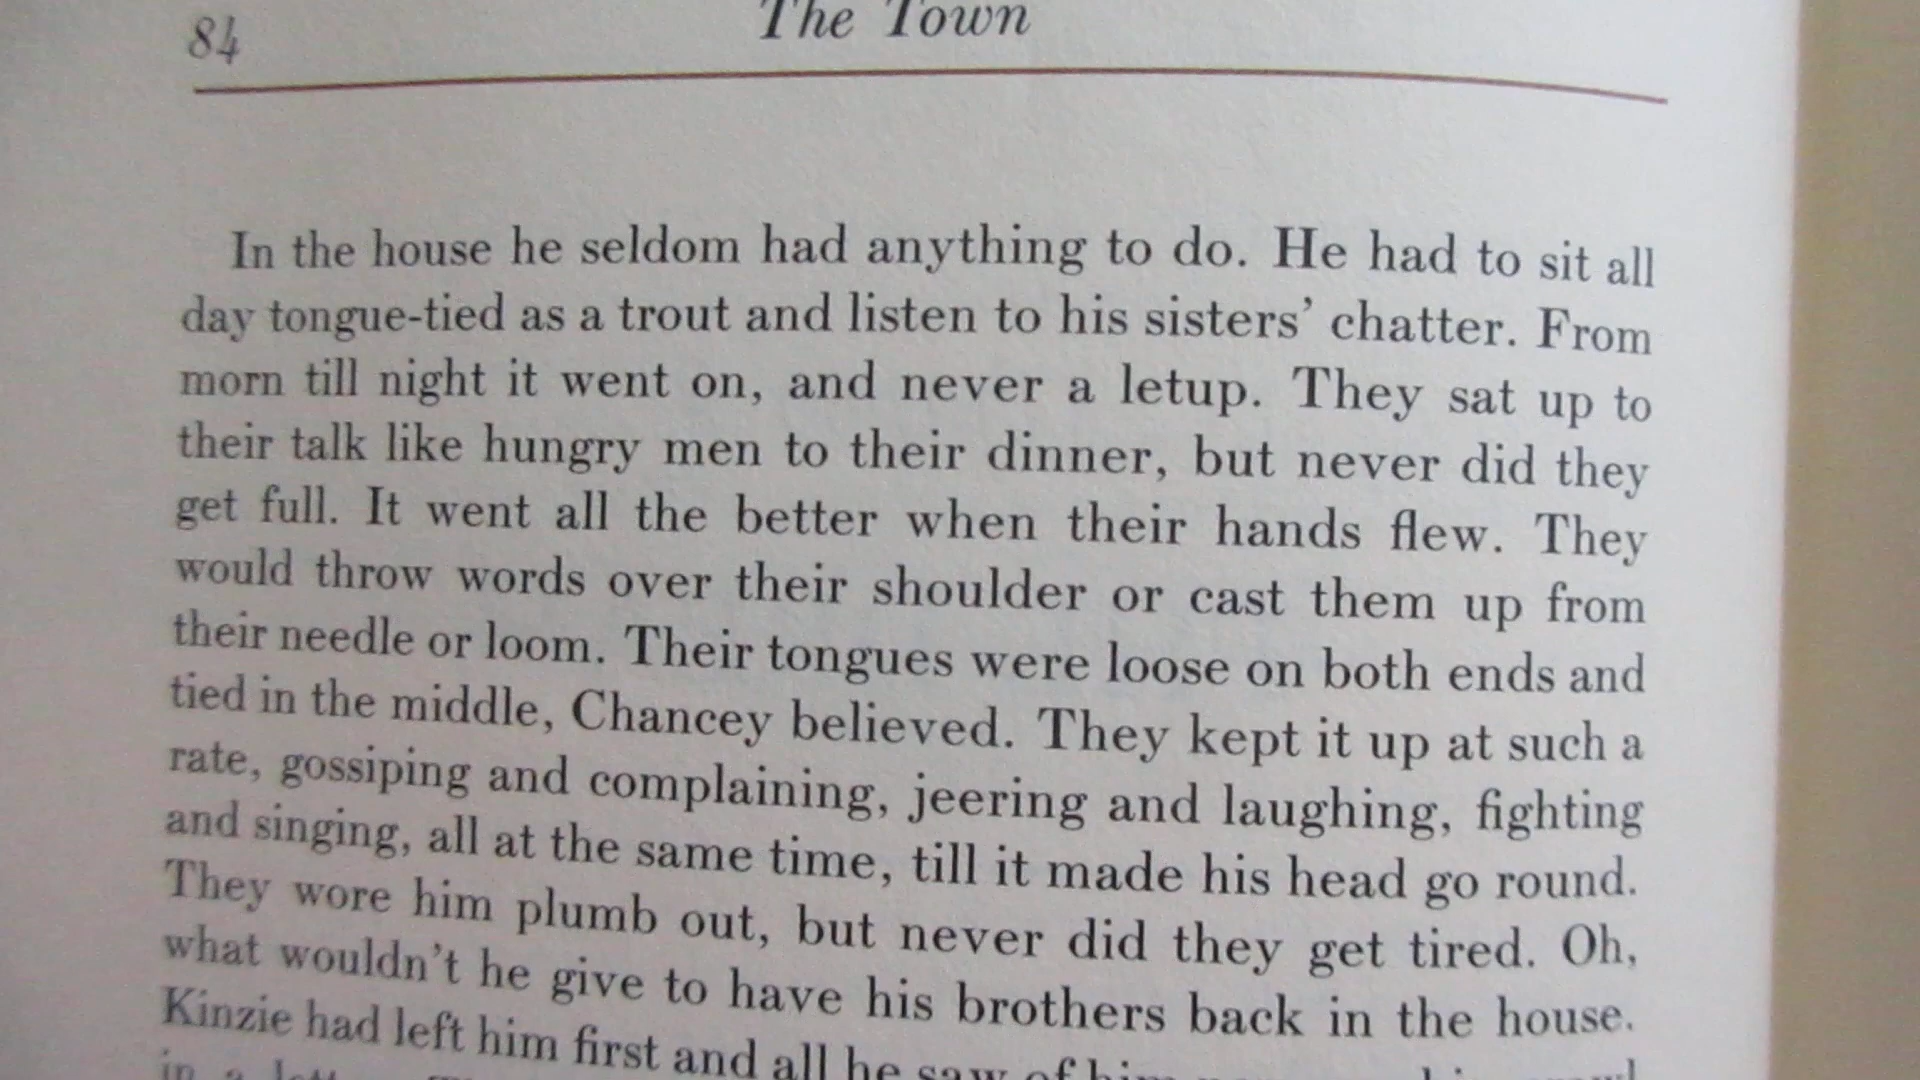 84
The Town
In the house he seldom had anything to do. He had to sit all
day tongue-tied as a trout and listen to his sisters’ chatter. From
morn till night it went on, and never a letup. They sat up to
their talk like hungry men to their dinner, but never did they
get full. It went all the better when their hands flew. They
would throw words over their shoulder or cast them up from
their needle or loom. Their tongues were loose on both ends and
tied in the middle, Chancey believed. They kept it up at such a
rate, gossiping and complaining, jeering and laughing, fighting
and singing, all at the same time, till it made his head go round.
They wore him plumb out, but never did they get tired. Oh,
what wouldn’t he give to have his brothers back in the house.
Kinzie had left him first and all he saw of him
in a